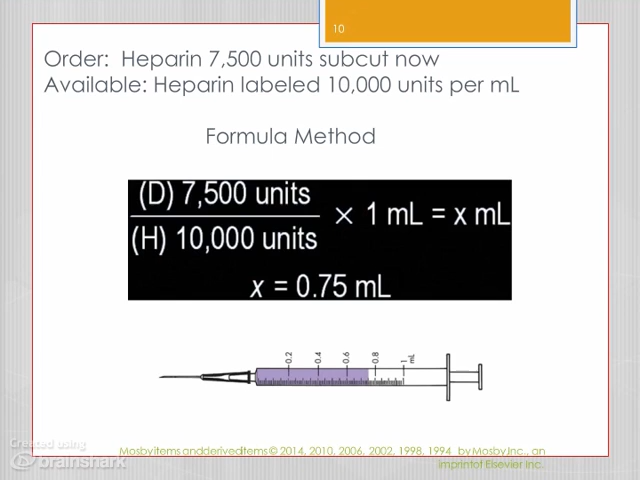 10
Order: Heparin 7,500 units subcut now
Available: Heparin labeled 10,000 units per mL
Formula Method
(D) 7,500 units
(H) 10,000 units
× 1 mL = x mL
x = 0.75 mL
0.2 0.4 0.6 0.8 1 mL
Created using
brainshark
Mosby items and derived items © 2014, 2010, 2006, 2002, 1998, 1994 by Mosby, Inc., an
imprint of Elsevier Inc.